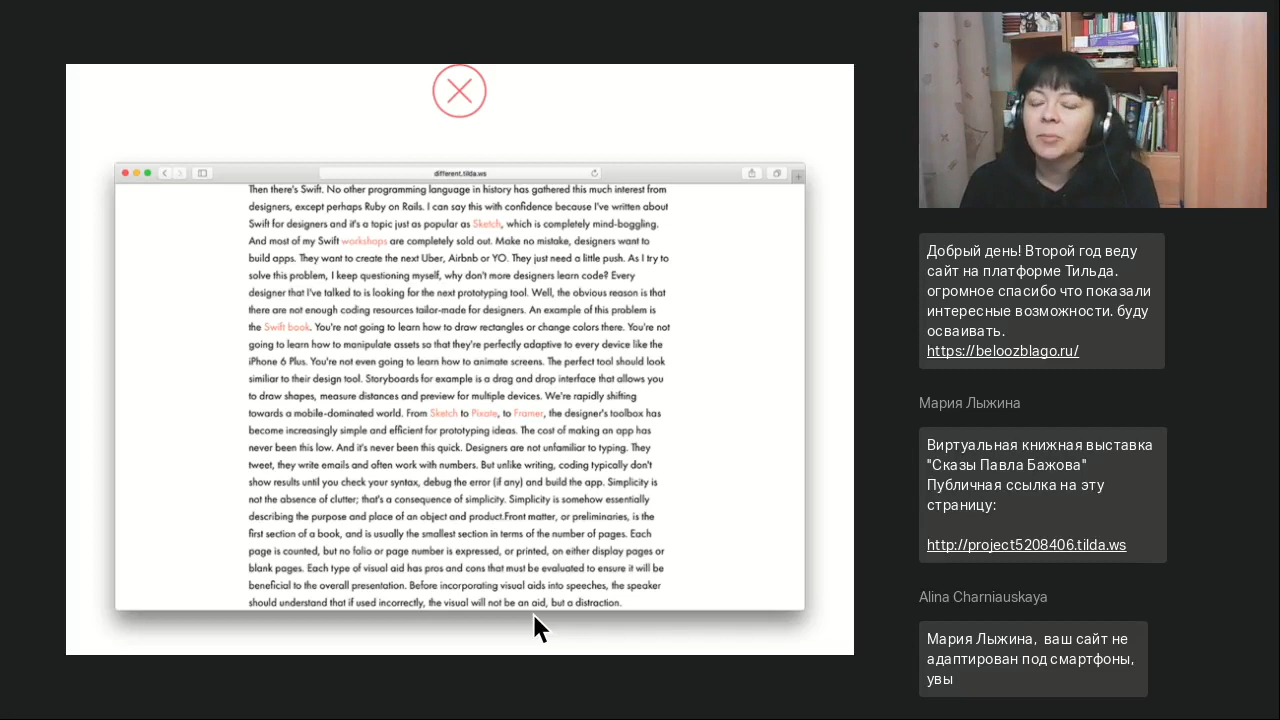 different.tilda.ws
Then there's Swift. No other programming language in history has gathered this much interest from
designers, except perhaps Ruby on Rails. I can say this with confidence because I've written about
Swift for designers and it's a topic just as popular as Sketch, which is completely mind-boggling.
And most of my Swift workshops are completely sold out. Make no mistake, designers want to
build apps. They want to create the next Uber, Airbnb or YO. They just need a little push. As I try to
solve this problem, I keep questioning myself, why don't more designers learn code? Every
designer that I've talked to is looking for the next prototyping tool. Well, the obvious reason is that
there are not enough coding resources tailor-made for designers. An example of this problem is
the Swift book. You're not going to learn how to draw rectangles or change colors there. You're not
going to learn how to manipulate assets so that they're perfectly adaptive to every device like the
iPhone 6 Plus. You're not even going to learn how to animate screens. The perfect tool should look
similar to their design tool. Storyboards for example is a drag and drop interface that allows you
to draw shapes, measure distances and preview for multiple devices. We're rapidly shifting
towards a mobile-dominated world. From Sketch to Pixate, to Framer, the designer's toolbox has
become increasingly simple and efficient for prototyping ideas. The cost of making an app has
never been this low. And it's never been this quick. Designers are not unfamiliar to typing. They
tweet, they write emails and often work with numbers. But unlike writing, coding typically don't
show results until you check your syntax, debug the error (if any) and build the app. Simplicity is
not the absence of clutter; that's a consequence of simplicity. Simplicity is somehow essentially
describing the purpose and place of an object and product.Front matter, or preliminaries, is the
first section of a book, and is usually the smallest section in terms of the number of pages. Each
page is counted, but no folio or page number is expressed, or printed, on either display pages or
blank pages. Each type of visual aid has pros and cons that must be evaluated to ensure it will be
beneficial to the overall presentation. Before incorporating visual aids into speeches, the speaker
should understand that if used incorrectly, the visual will not be an aid, but a distraction.
Добрый день! Второй год веду
сайт на платформе Тильда.
огромное спасибо что показали
интересные возможности. буду
осваивать.
https://beloozblago.ru/
Мария Лыжина
Виртуальная книжная выставка
"Сказы Павла Бажова"
Публичная ссылка на эту
страницу:
http://project5208406.tilda.ws
Alina Charniauskaya
Мария Лыжина, ваш сайт не
адаптирован под смартфоны,
увы